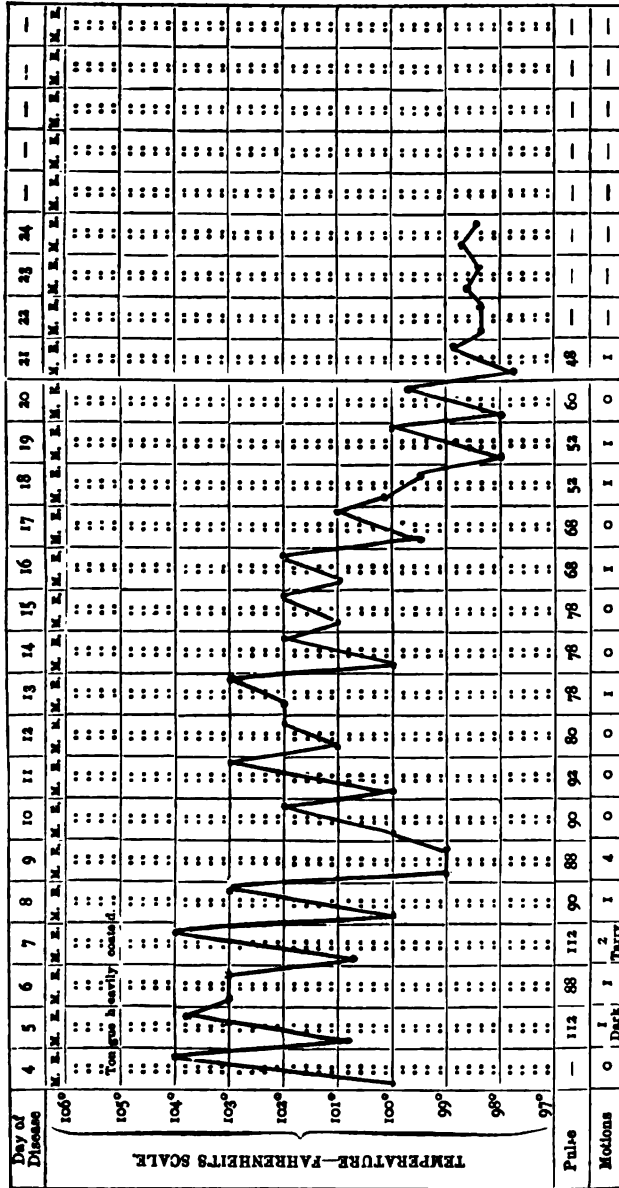 Day of Disease 4 5 6 7 8 9 10 11 12 13 14 15 16 17 18 19 20 21 22 23 24 — — — — —
M. E. M. E. M. E. M. E. M. E. M. E. M. E. M. E. M. E. M. E. M. E. M. E. M. E. M. E. M. E. M. E. M. E. M. E. M. E. M. E. M. E. M. E. M. E. M. E. M. E. M. E.
TEMPERATURE—FAHRENHEIT'S SCALE.
106°
105°
Tongue heavily coated.
104°
103°
102°
101°
100°
99°
98°
97°
Pulse — 112 88 112 90 88 90 92 80 78 78 78 68 68 52 52 60 48 — — — — — — — —
Motions 0 1 1 2 1 4 0 0 0 1 0 0 1 0 1 1 0 1 — — — — — — — —
Dark Tarry